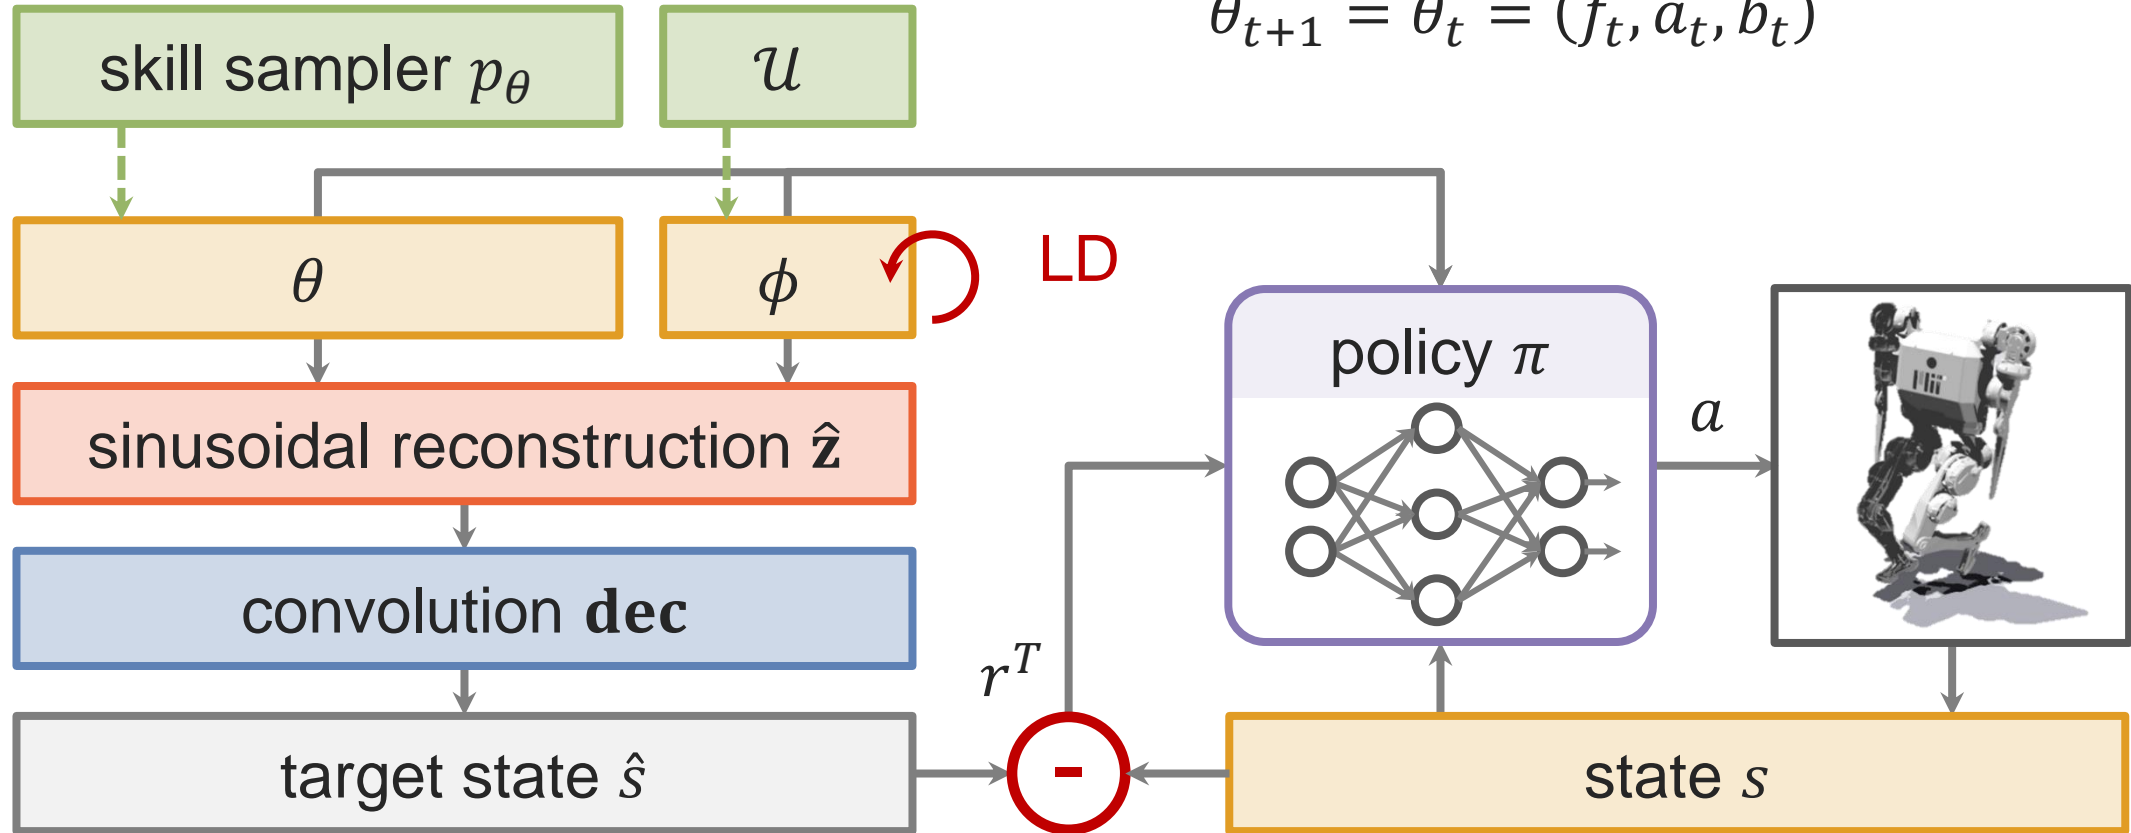 θ_{t+1} = θ_t = (f_t, a_t, b_t)
skill sampler p_θ
𝒰
θ
ϕ
LD
policy π
sinusoidal reconstruction ẑ
a
convolution dec
r^T
target state ŝ
-
state s